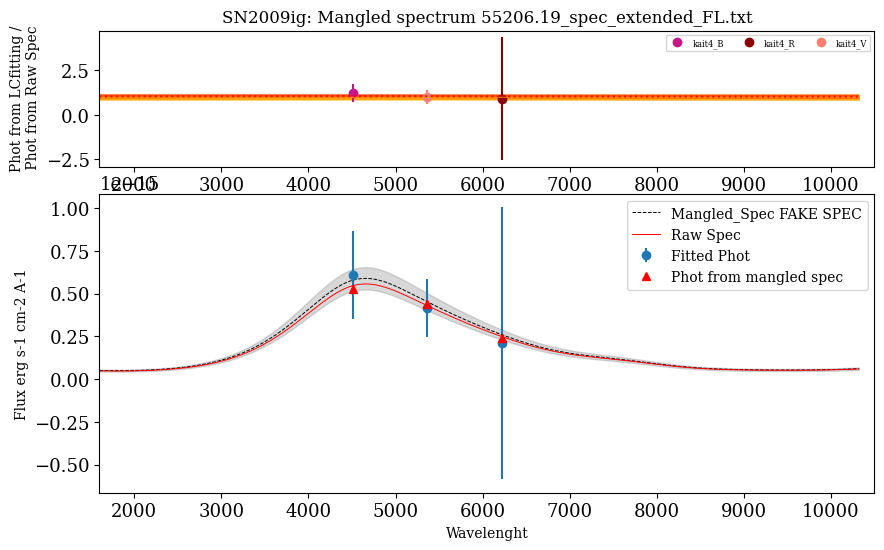 SN2009ig: Mangled spectrum 55206.19_spec_extended_FL.txt
Phot from LCfitting /
Phot from Raw Spec
2.5
0.0
−2.5
kait4_B
kait4_R
kait4_V
2000 3000 4000 5000 6000 7000 8000 9000 10000
1e−15
Flux erg s-1 cm-2 A-1
1.00
0.75
0.50
0.25
0.00
−0.25
−0.50
Mangled_Spec FAKE SPEC
Raw Spec
Fitted Phot
Phot from mangled spec
2000 3000 4000 5000 6000 7000 8000 9000 10000
Wavelenght